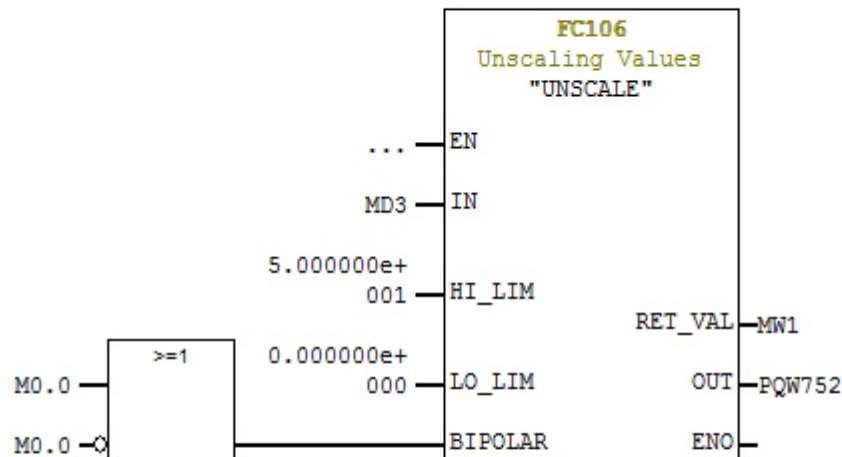 FC106
Unscaling Values
"UNSCALE"
... EN
MD3 IN
5.000000e+
001 HI_LIM
RET_VAL MW1
>=1
0.000000e+
M0.0 000 LO_LIM OUT PQW752
M0.0 BIPOLAR ENO